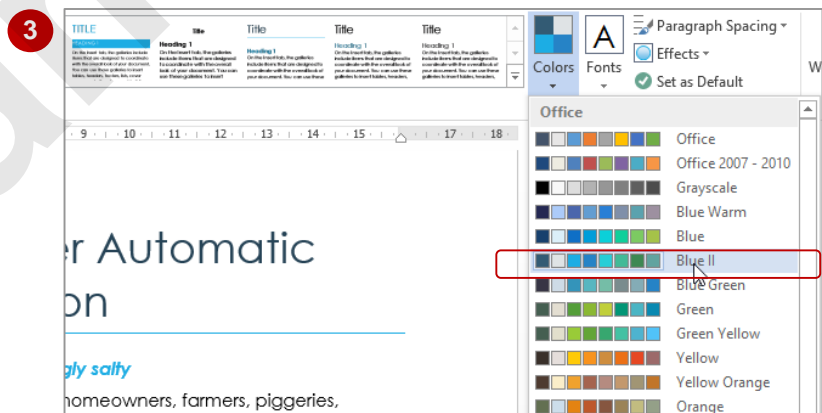 3
TITLE
Title
Title
Title
Title
HEADING 1
Heading 1
Heading 1
Heading 1
Heading 1
Paragraph Spacing
Effects
Set as Default
Colors
Fonts
W
Office
9 10 11 12 13 14 15 17 18
Office
Office 2007 - 2010
Grayscale
Blue Warm
Blue
Blue II
Blue Green
Green
Green Yellow
Yellow
Yellow Orange
Orange
r Automatic
on
gly salty
homeowners, farmers, piggeries,